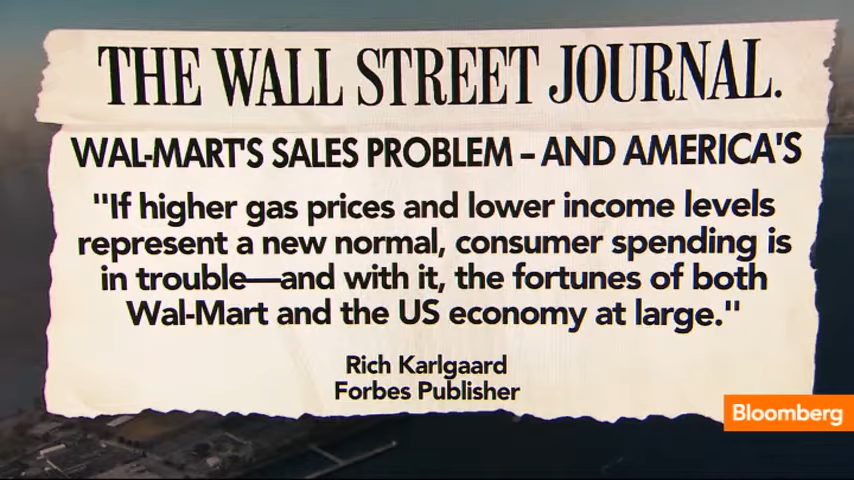 THE WALL STREET JOURNAL.
WAL-MART'S SALES PROBLEM – AND AMERICA'S
"If higher gas prices and lower income levels
represent a new normal, consumer spending is
in trouble—and with it, the fortunes of both
Wal-Mart and the US economy at large."
Rich Karlgaard
Forbes Publisher
Bloomberg